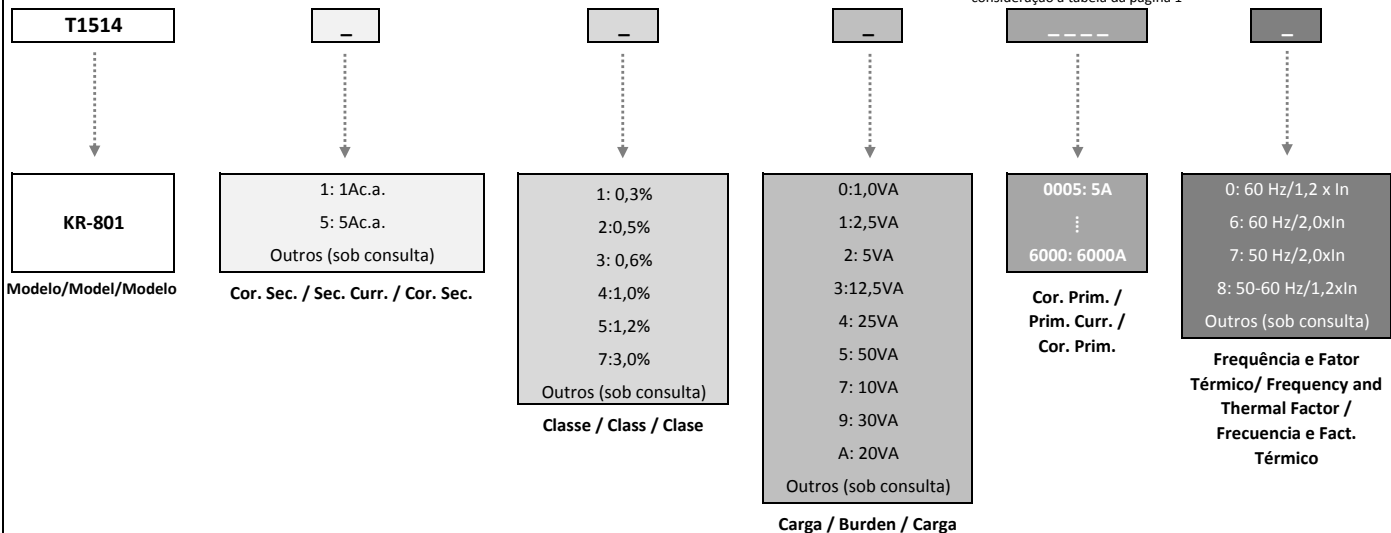 consideração a tabela da página 1
T1514
_
_
_
_ _ _ _
_
KR-801
Modelo/Model/Modelo
1: 1Ac.a.
5: 5Ac.a.
Outros (sob consulta)
Cor. Sec. / Sec. Curr. / Cor. Sec.
1: 0,3%
2:0,5%
3: 0,6%
4:1,0%
5:1,2%
7:3,0%
Outros (sob consulta)
Classe / Class / Clase
0:1,0VA
1:2,5VA
2: 5VA
3:12,5VA
4: 25VA
5: 50VA
7: 10VA
9: 30VA
A: 20VA
Outros (sob consulta)
Carga / Burden / Carga
0005: 5A
⁞
6000: 6000A
Cor. Prim. /
Prim. Curr. /
Cor. Prim.
0: 60 Hz/1,2 x In
6: 60 Hz/2,0xIn
7: 50 Hz/2,0xIn
8: 50-60 Hz/1,2xIn
Outros (sob consulta)
Frequência e Fator
Térmico/ Frequency and
Thermal Factor /
Frecuencia e Fact.
Térmico